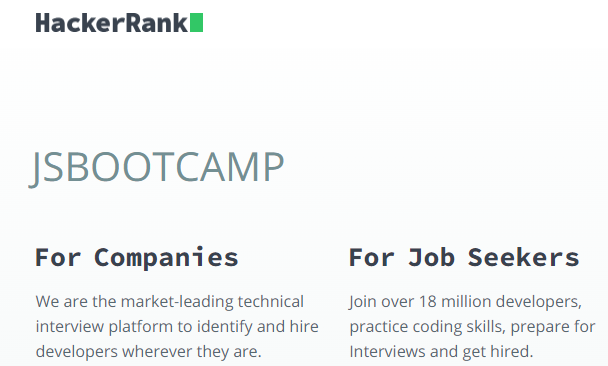 HackerRank
JSBOOTCAMP
For Companies
We are the market-leading technical
interview platform to identify and hire
developers wherever they are.
For Job Seekers
Join over 18 million developers,
practice coding skills, prepare for
Interviews and get hired.